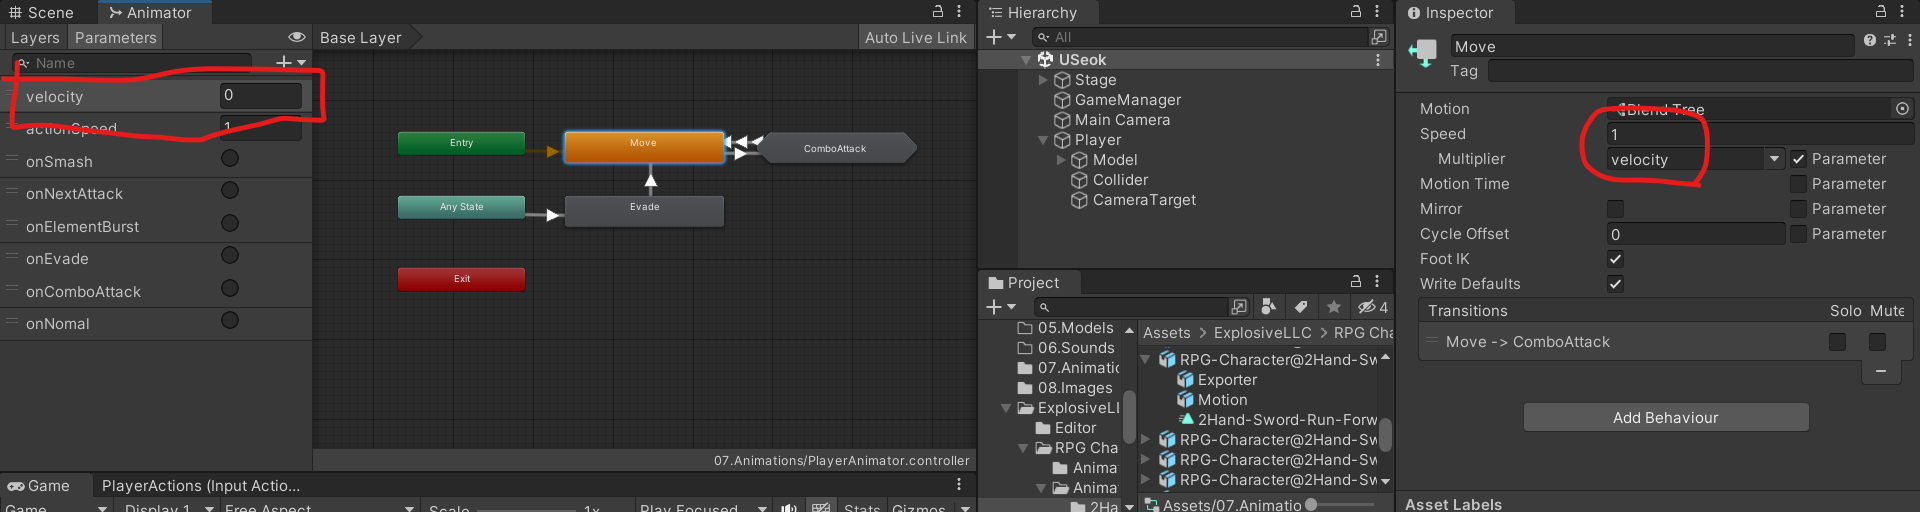 Scene
Animator
Layers
Parameters
Base Layer
Auto Live Link
Name
velocity
0
actionSpeed
1
onSmash
onNextAttack
onElementBurst
onEvade
onComboAttack
onNomal
Entry
Move
ComboAttack
Any State
Evade
Exit
07.Animations/PlayerAnimator.controller
Game
PlayerActions (Input Actio...
Game
Display 1
Free Aspect
Scale
1x
Play Focused
Stats
Gizmos
Hierarchy
All
USeok
Stage
GameManager
Main Camera
Player
Model
Collider
CameraTarget
Project
4
05.Models
06.Sounds
07.Animatic
08.Images
ExplosiveLl
Editor
RPG Cha
Anima
Anima
2Ha
Assets > ExplosiveLLC > RPG Cha
RPG-Character@2Hand-Sw
Exporter
Motion
2Hand-Sword-Run-Forw
RPG-Character@2Hand-Sw
RPG-Character@2Hand-Sw
RPG-Character@2Hand-Sw
Assets/07.Animatio
Inspector
Move
Tag
Motion
Blend Tree
Speed
1
Multiplier
velocity
Parameter
Motion Time
Parameter
Mirror
Parameter
Cycle Offset
0
Parameter
Foot IK
Write Defaults
Transitions
Solo
Mute
Move -> ComboAttack
Add Behaviour
Asset Labels